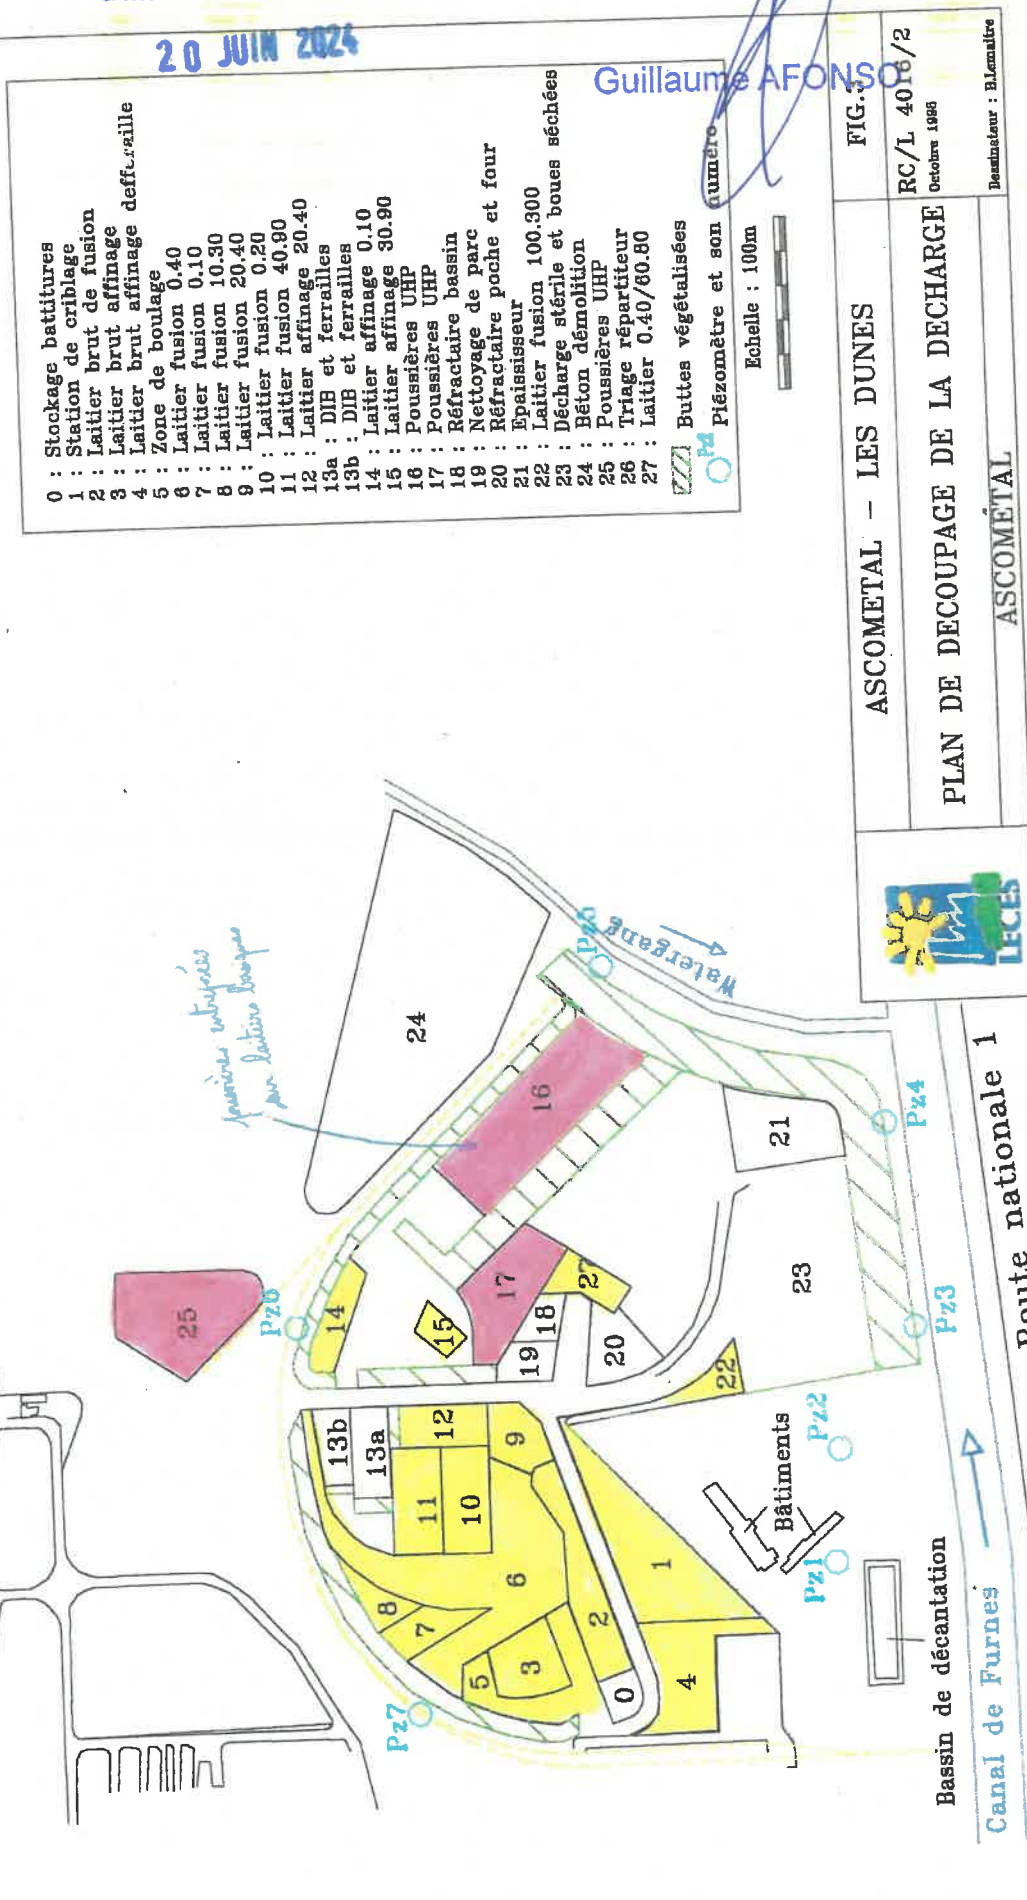 20 JUIN 2024
Guillaume AFONSO
0 : Stockage battitures
1 : Station de criblage
2 : Laitier brut de fusion
3 : Laitier brut affinage
4 : Laitier brut affinage defferraille
5 : Zone de boulage
6 : Laitier fusion 0.40
7 : Laitier fusion 0.10
8 : Laitier fusion 10.30
9 : Laitier fusion 20.40
10 : Laitier fusion 0.20
11 : Laitier fusion 40.90
12 : Laitier affinage 20.40
13a : DIB et ferrailles
13b : DIB et ferrailles
14 : Laitier affinage 0.10
15 : Laitier affinage 30.90
16 : Poussières UHP
17 : Poussières UHP
18 : Réfractaire bassin
19 : Nettoyage de parc
20 : Réfractaire poche et four
21 : Epaississeur
22 : Laitier fusion 100.300
23 : Décharge stérile et boues séchées
24 : Béton démolition
25 : Poussières UHP
26 : Triage répartiteur
27 : Laitier 0.40/60.80
Buttes végétalisées
Pz1
Piézomètre et son numéro
Echelle : 100m
24
16
25
Pz6
14
15
17
27
18
19
20
21
23
22
Pz5
Watergang
Pz4
Pz3
Pz2
Pz1
Bâtiments
13b
13a
12
11
10
9
8
7
6
5
3
2
1
0
4
Pz7
Bassin de décantation
Canal de Furnes
Route nationale 1
LECES
ASCOMETAL - LES DUNES
FIG.
PLAN DE DECOUPAGE DE LA DECHARGE
RC/L 4016/2
Octobre 1996
ASCOMETAL
Dessinateur : B.Lemaitre